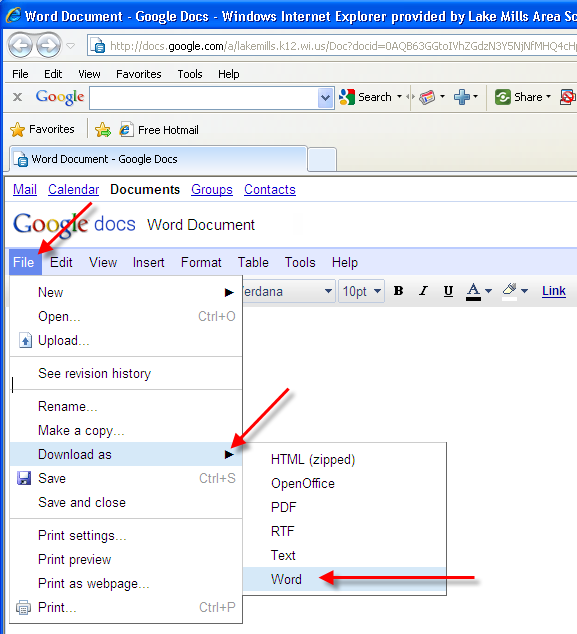 Word Document - Google Docs - Windows Internet Explorer provided by Lake Mills Area Sc
http://docs.google.com/a/lakemills.k12.wi.us/Doc?docid=0AQB63GGtoIVhZGdzN3Y5NjNfMHQ4cHp
File Edit View Favorites Tools Help
x Google Search Share
Favorites Free Hotmail
Word Document - Google Docs
Mail Calendar Documents Groups Contacts
Google docs Word Document
File Edit View Insert Format Table Tools Help
Verdana 10pt B I U A Link
New
Open... Ctrl+O
Upload...
See revision history
Rename...
Make a copy...
Download as
HTML (zipped)
OpenOffice
PDF
RTF
Text
Word
Save Ctrl+S
Save and close
Print settings...
Print preview
Print as webpage...
Print... Ctrl+P